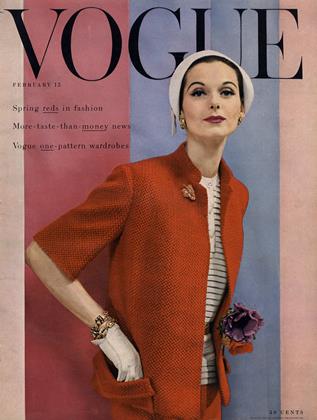 VOGUE
FEBRUARY 15
Spring reds in fashion
More-taste-than-money news
Vogue one-pattern wardrobes
50 CENTS